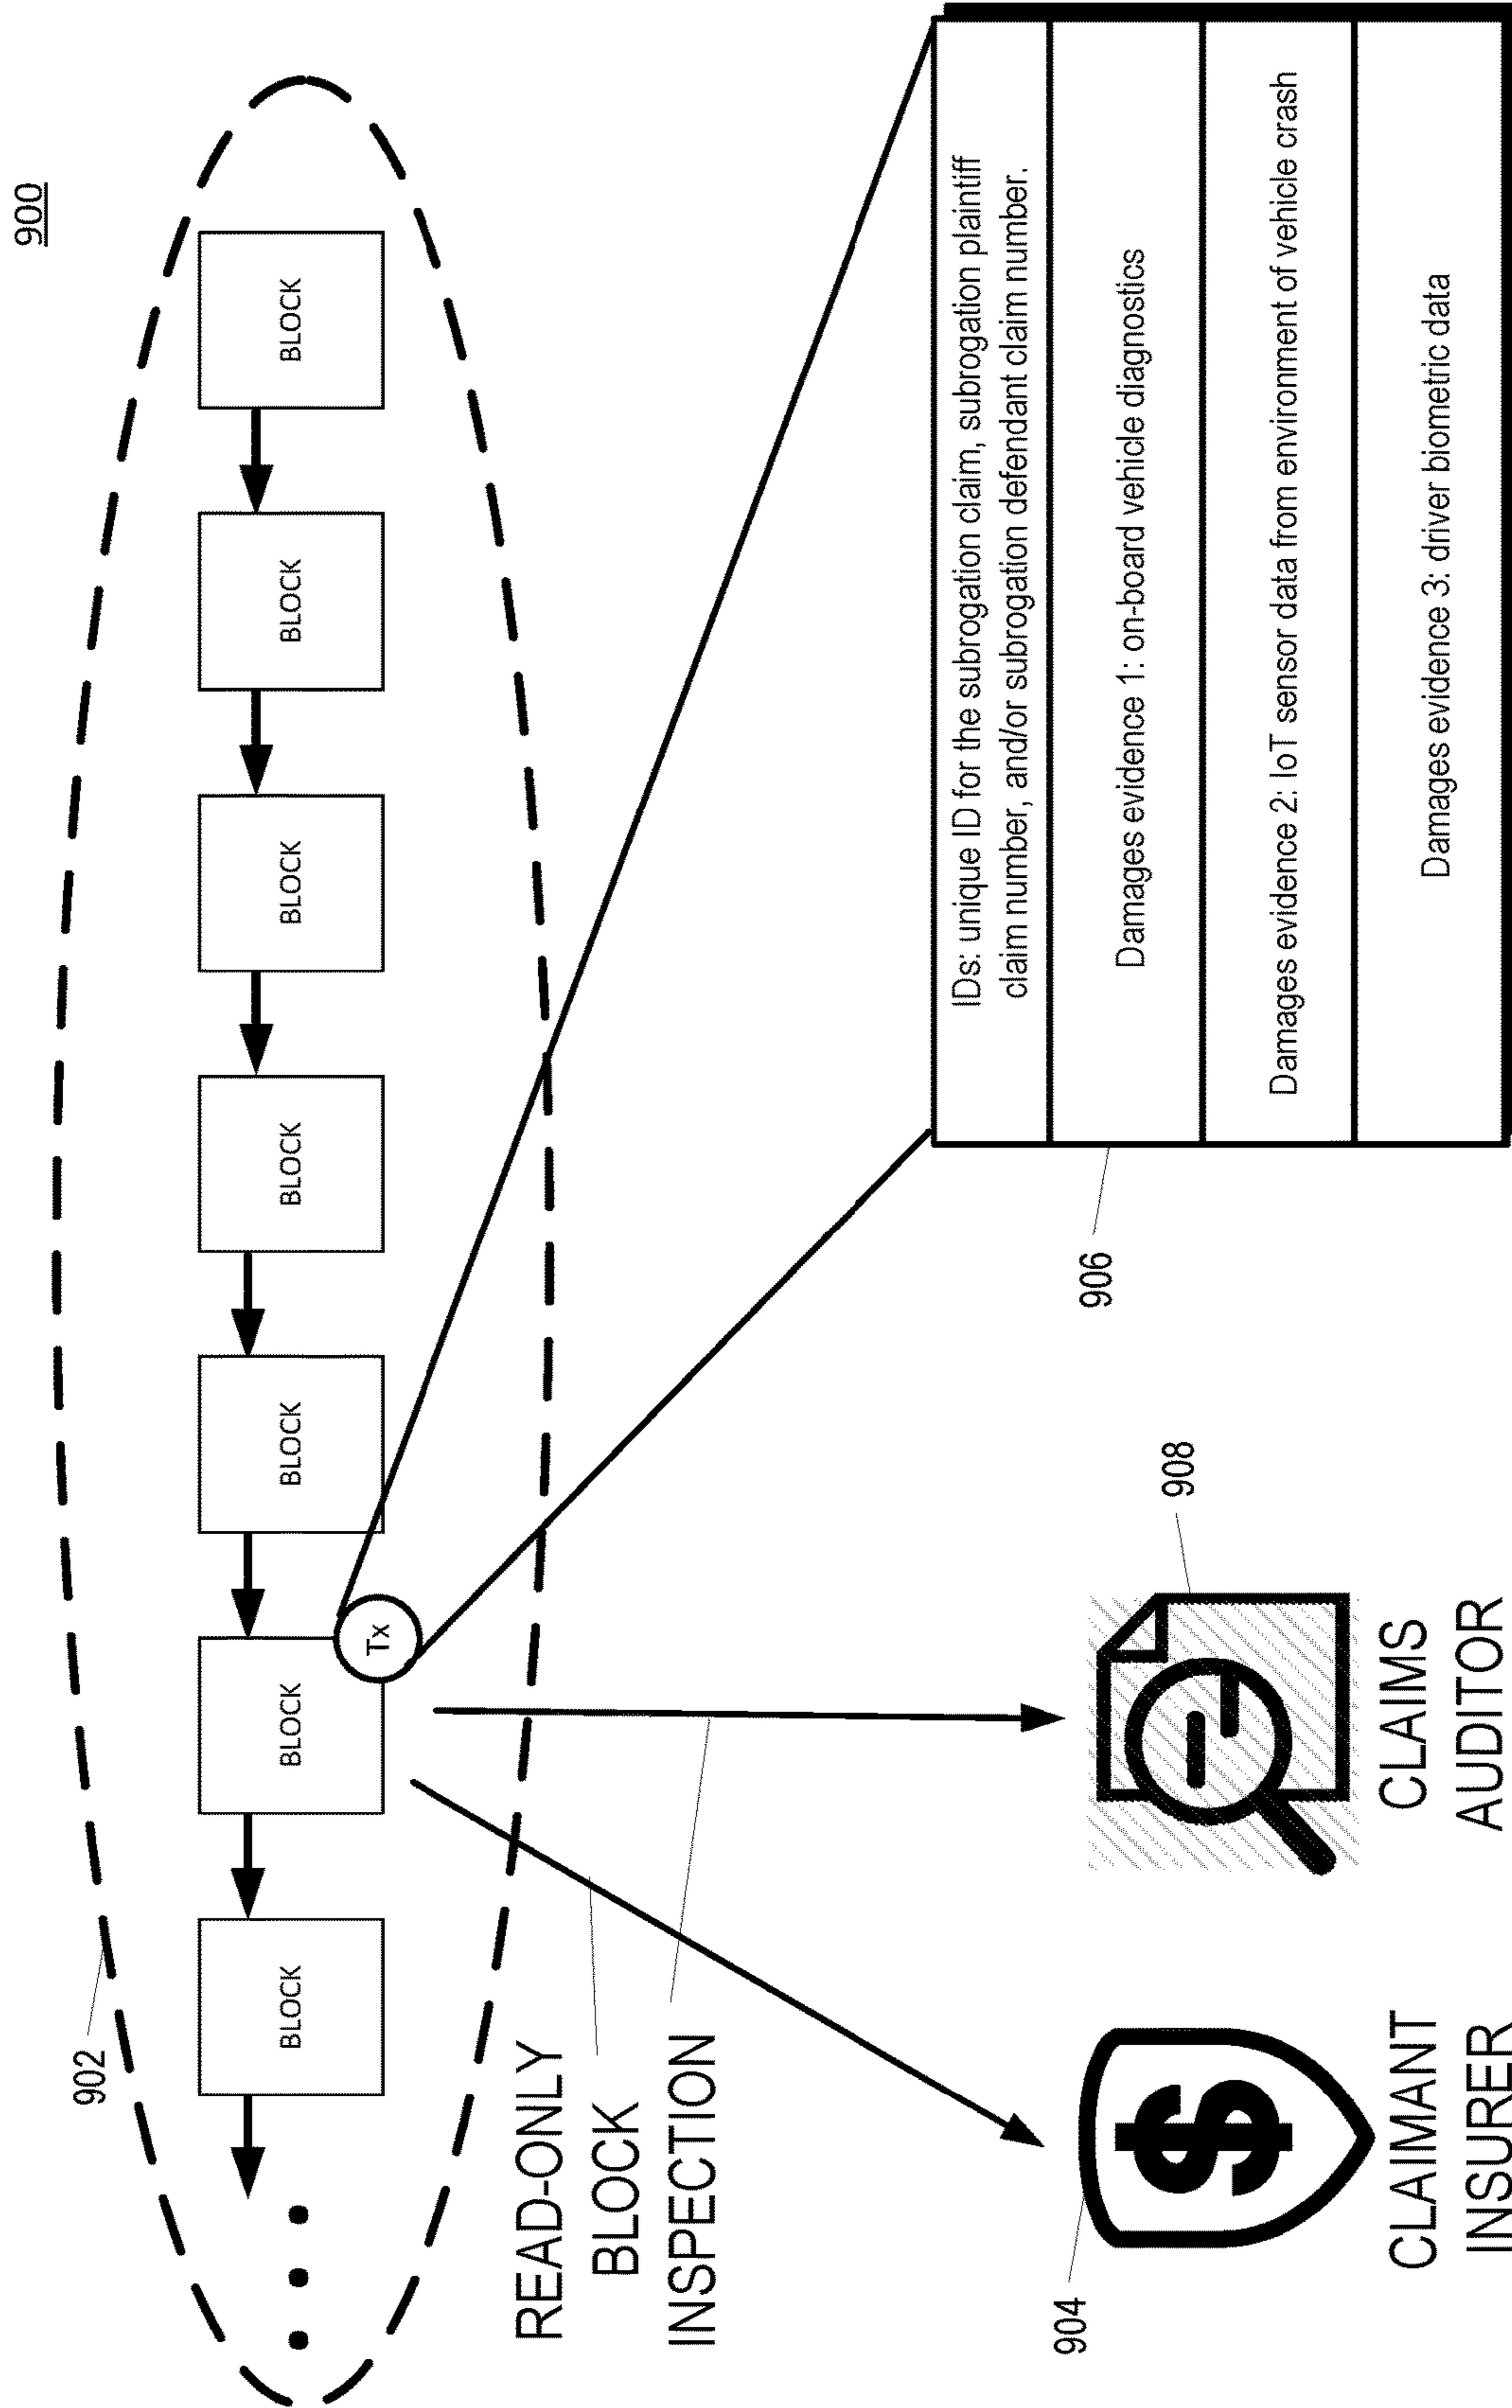 900
902
BLOCK
BLOCK
BLOCK
BLOCK
BLOCK
BLOCK
BLOCK
Tx
READ-ONLY
BLOCK
INSPECTION
904
CLAIMANT
INSURER
908
CLAIMS
AUDITOR
906
IDs: unique ID for the subrogation claim, subrogation plaintiff
claim number, and/or subrogation defendant claim number.
Damages evidence 1: on-board vehicle diagnostics
Damages evidence 2: IoT sensor data from environment of vehicle crash
Damages evidence 3: driver biometric data